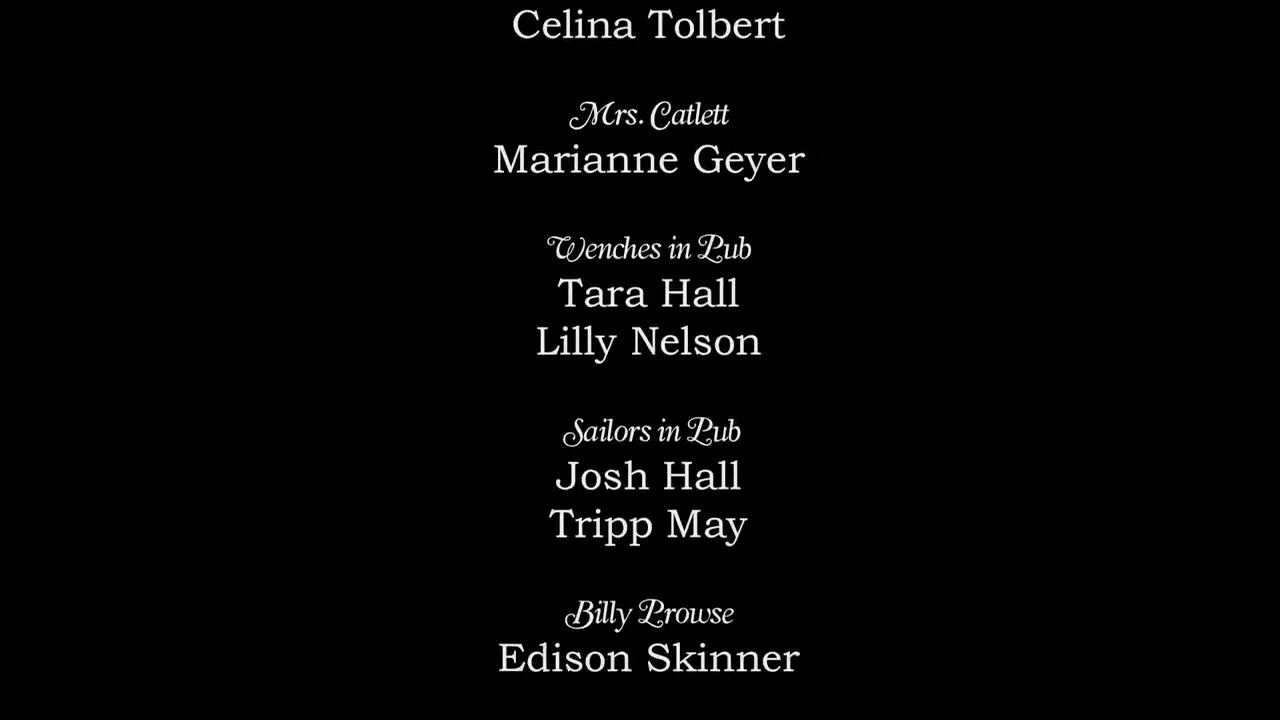 Celina Tolbert
Mrs. Catlett
Marianne Geyer
Wenches in Pub
Tara Hall
Lilly Nelson
Sailors in Pub
Josh Hall
Tripp May
Billy Prowse
Edison Skinner